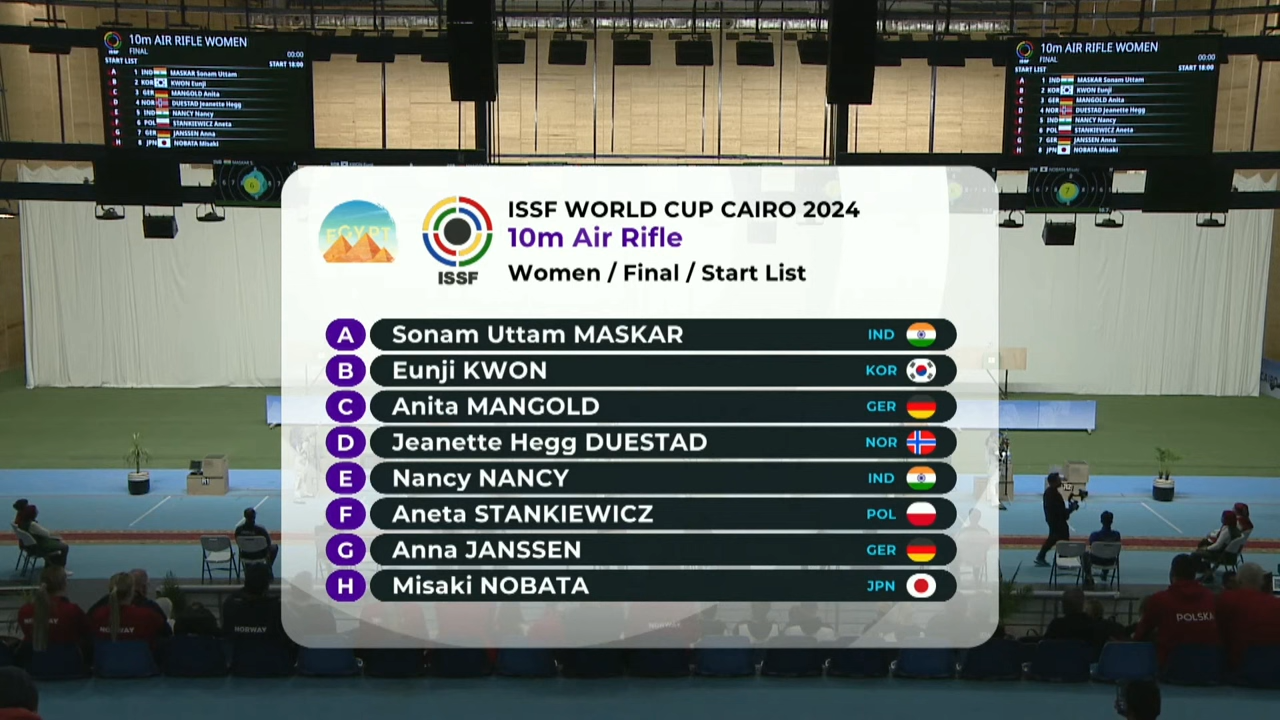 10m AIR RIFLE WOMEN
FINAL
00:00
START LIST
START 18:00
A 1 IND MASKAR Sonam Uttam
B 2 KOR KWON Eunji
C 3 GER MANGOLD Anita
D 4 NOR DUESTAD Jeanette Hegg
E 5 IND NANCY Nancy
F 6 POL STANKIEWICZ Aneta
G 7 GER JANSSEN Anna
H 8 JPN NOBATA Misaki
10m AIR RIFLE WOMEN
FINAL
00:00
START LIST
START 18:00
A 1 IND MASKAR Sonam Uttam
B 2 KOR KWON Eunji
C 3 GER MANGOLD Anita
D 4 NOR DUESTAD Jeanette Hegg
E 5 IND NANCY Nancy
F 6 POL STANKIEWICZ Aneta
G 7 GER JANSSEN Anna
H 8 JPN NOBATA Misaki
EGYPT
ISSF
ISSF WORLD CUP CAIRO 2024
10m Air Rifle
Women / Final / Start List
A Sonam Uttam MASKAR IND
B Eunji KWON KOR
C Anita MANGOLD GER
D Jeanette Hegg DUESTAD NOR
E Nancy NANCY IND
F Aneta STANKIEWICZ POL
G Anna JANSSEN GER
H Misaki NOBATA JPN
NORWAY
NORWAY
NORWAY
POLSKA